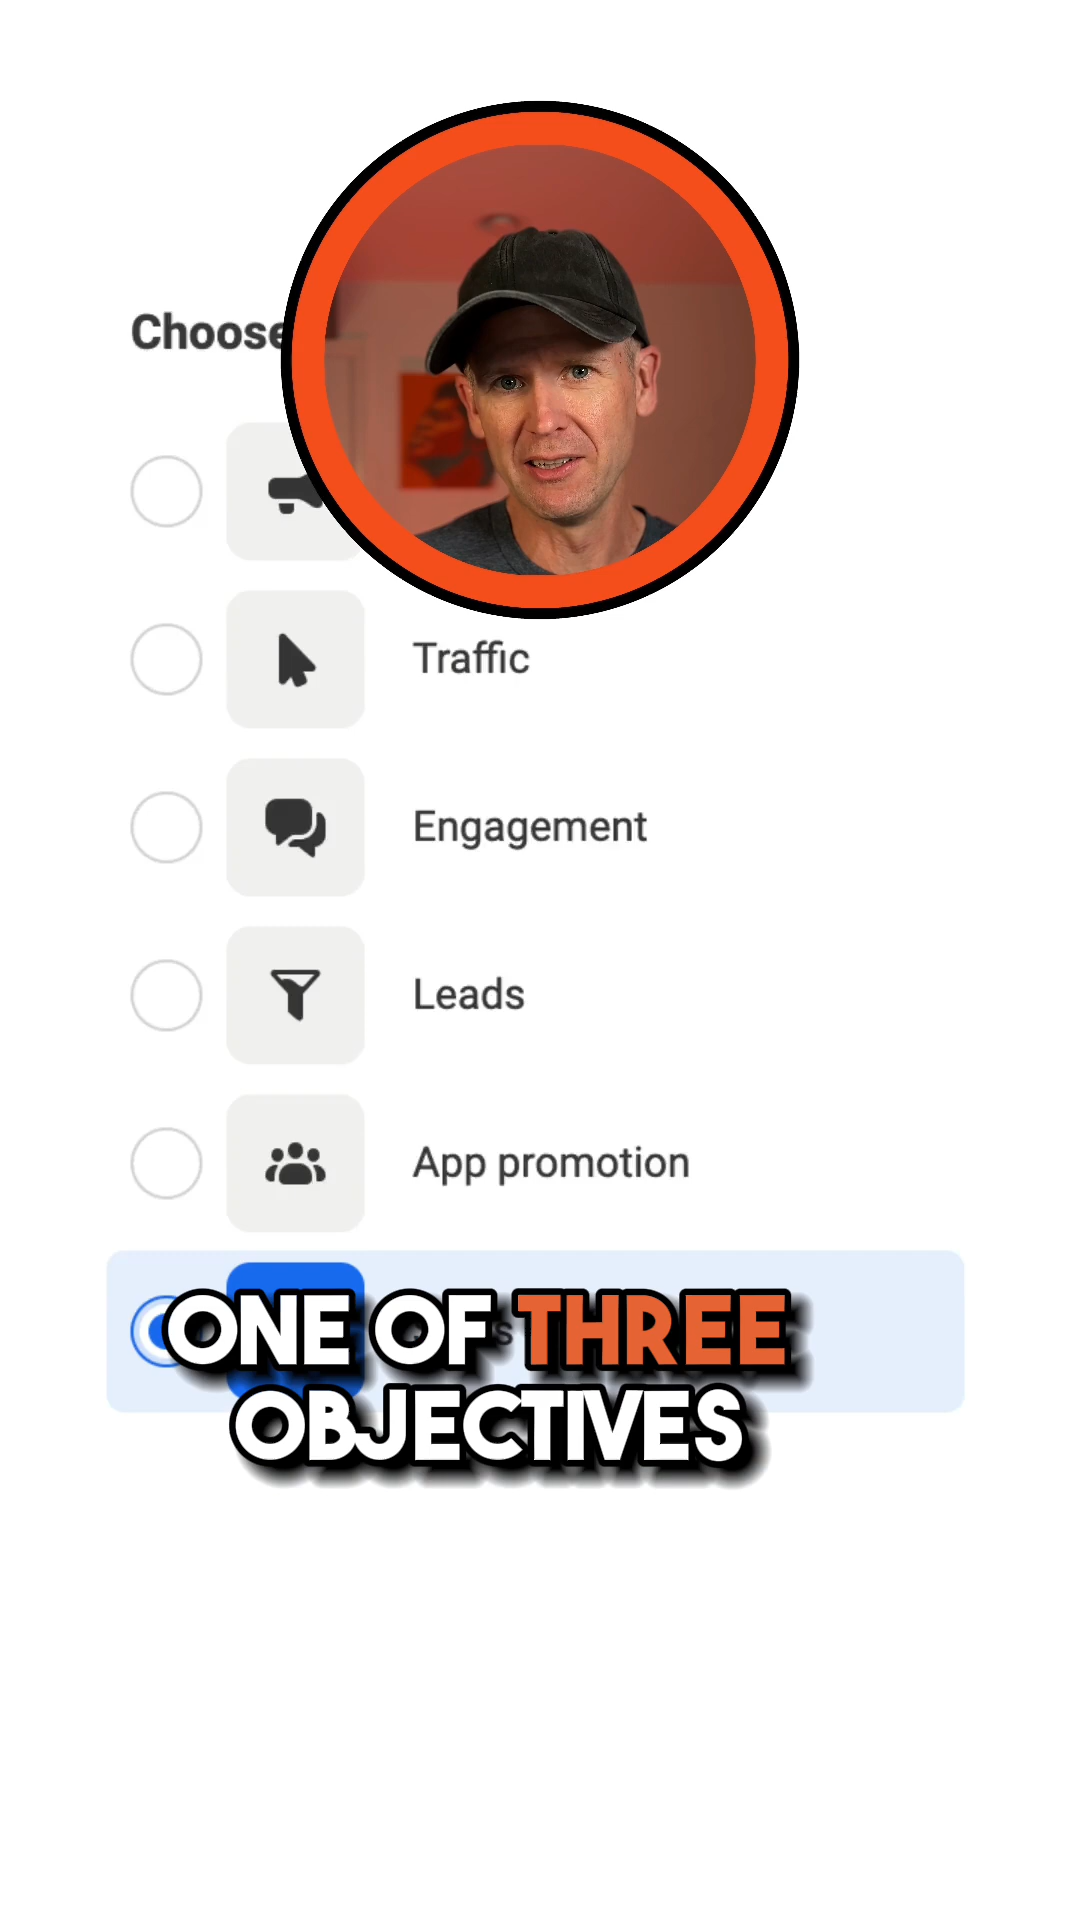 Choose
Traffic
Engagement
Leads
App promotion
ONE OF THREE
OBJECTIVES